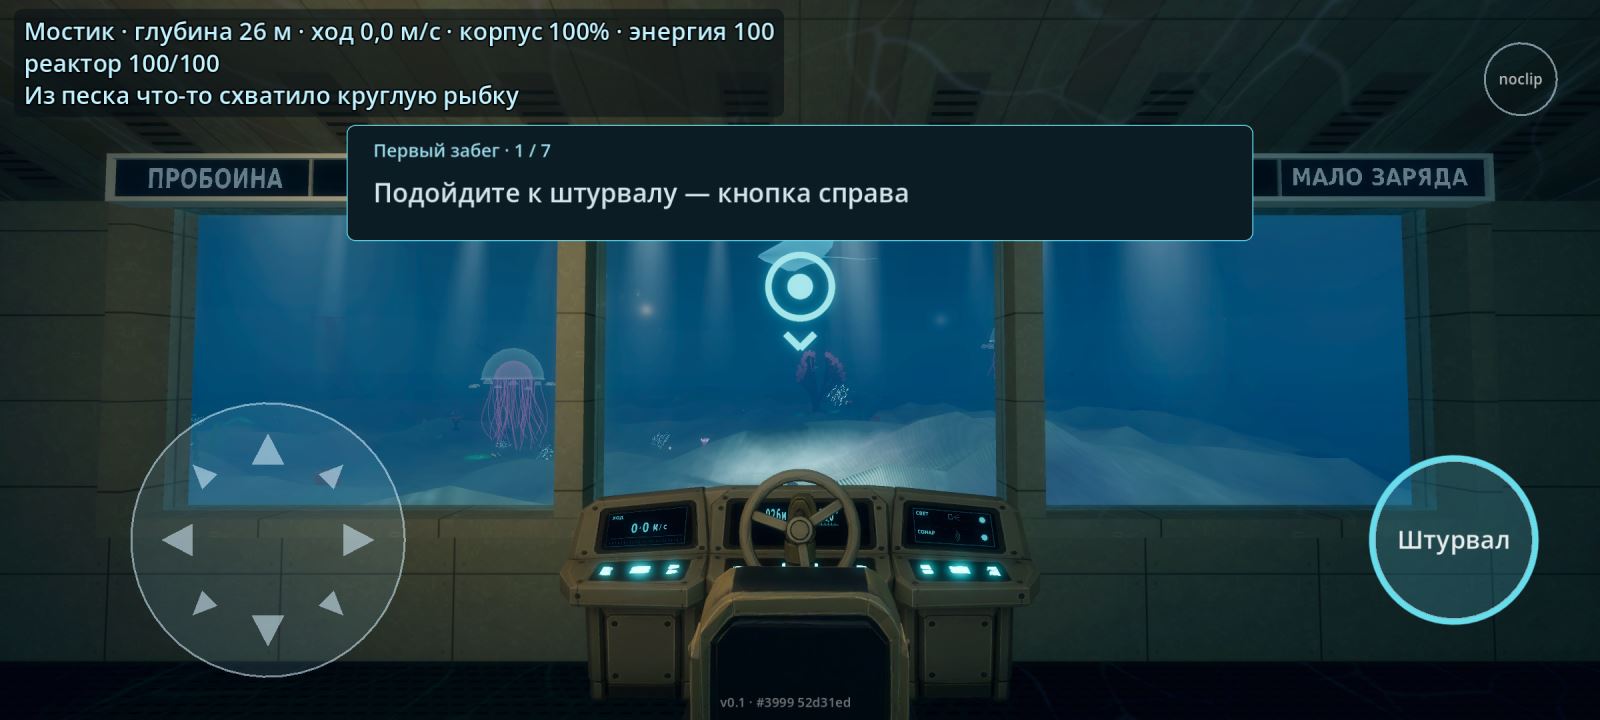 Мостик · глубина 26 м · ход 0,0 м/с · корпус 100% · энергия 100
реактор 100/100
Из песка что-то схватило круглую рыбку
noclip
Первый забег · 1 / 7
Подойдите к штурвалу — кнопка справа
ПРОБОИНА
МАЛО ЗАРЯДА
ХОД
0·0 м/с
СВЕТ
СОНАР
Штурвал
v0.1 · #3999 52d31ed